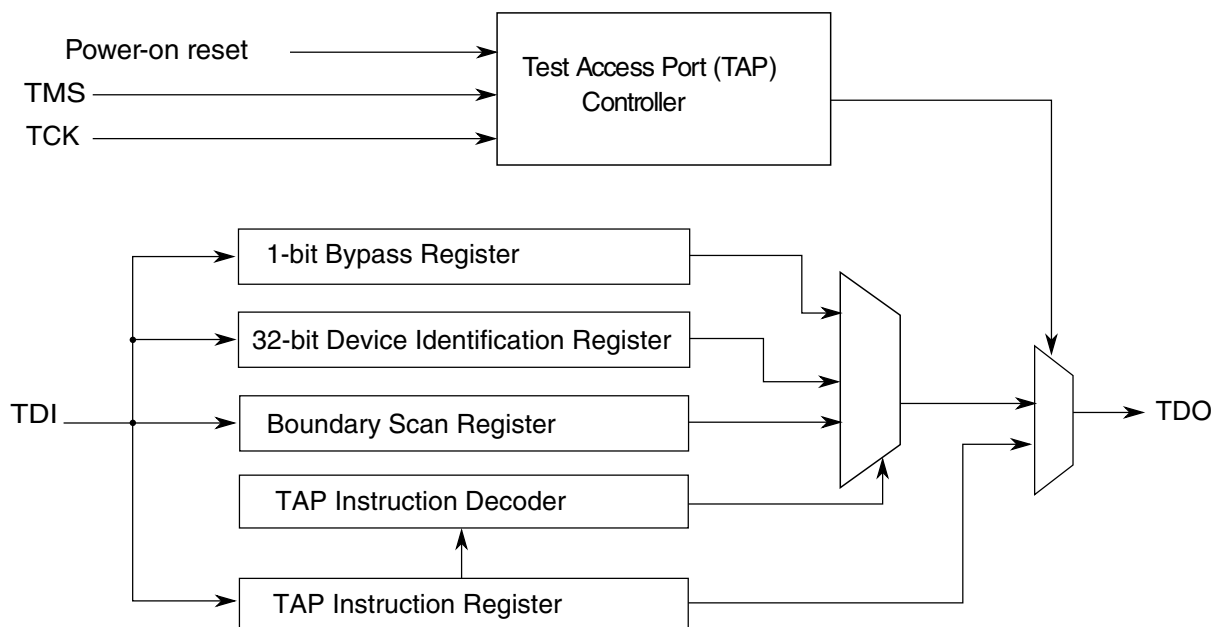 Power-on reset
TMS
TCK
Test Access Port (TAP)
Controller
1-bit Bypass Register
32-bit Device Identification Register
TDI
Boundary Scan Register
TDO
TAP Instruction Decoder
TAP Instruction Register